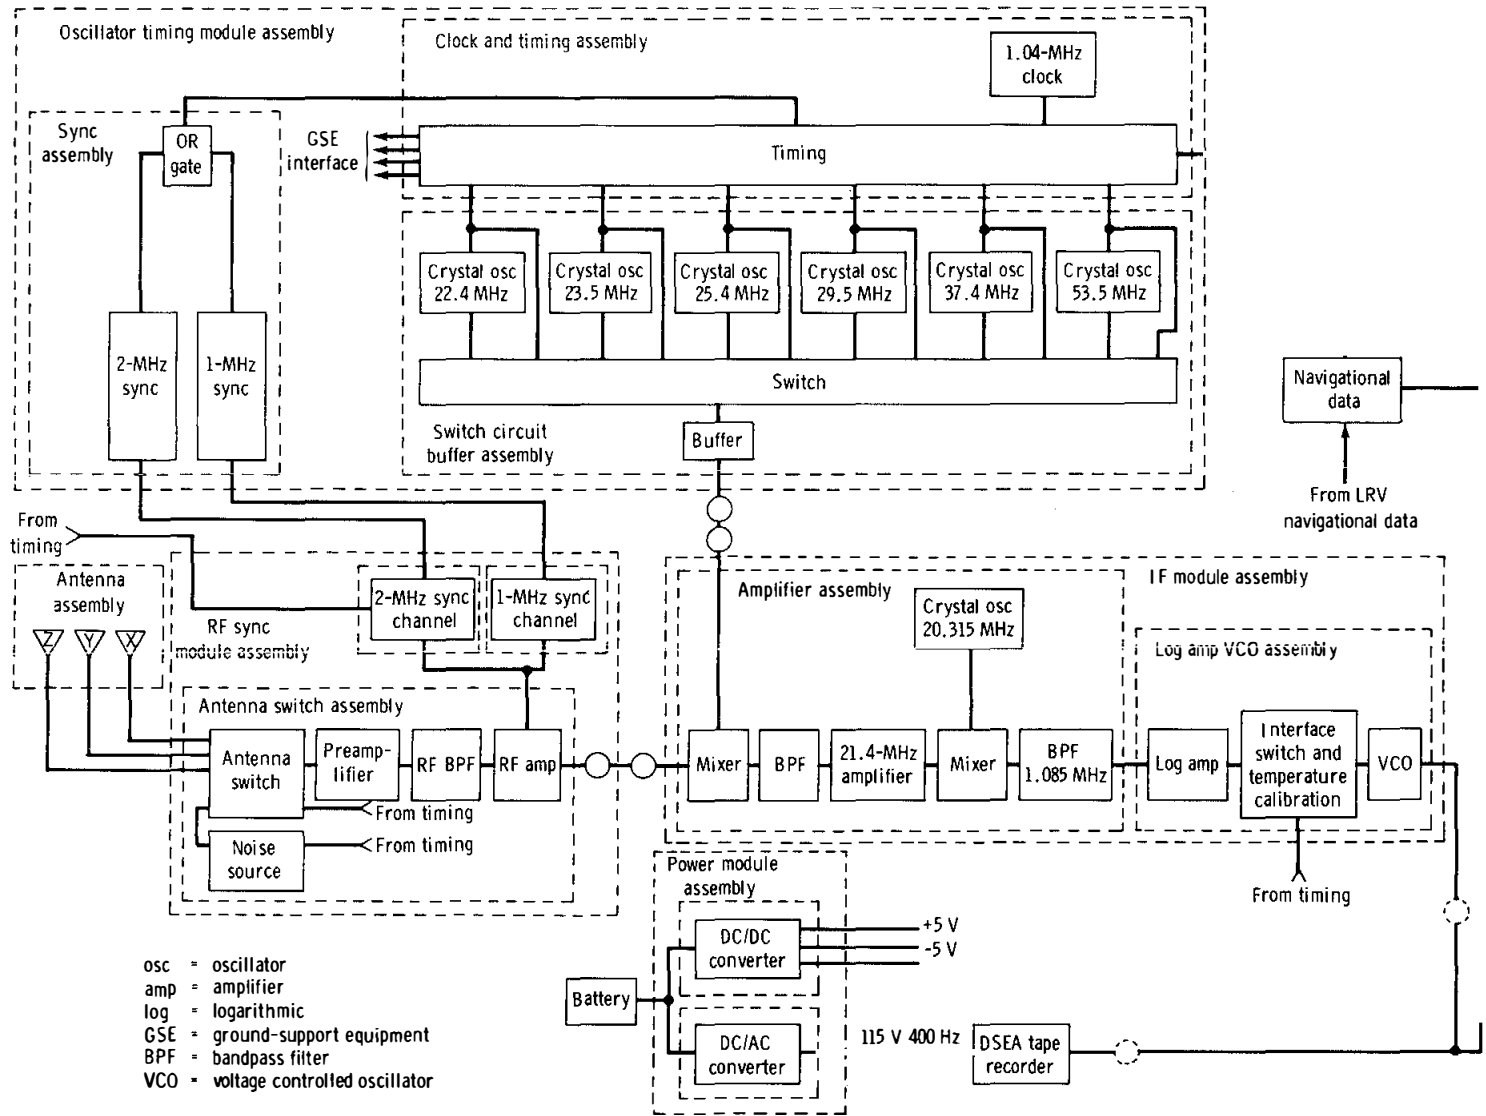 Oscillator timing module assembly
Clock and timing assembly
1.04-MHz
clock
Sync
assembly
OR
gate
GSE
interface
Timing
Crystal osc
22.4 MHz
Crystal osc
23.5 MHz
Crystal osc
25.4 MHz
Crystal osc
29.5 MHz
Crystal osc
37.4 MHz
Crystal osc
53.5 MHz
2-MHz
sync
1-MHz
sync
Switch
Navigational
data
Switch circuit
buffer assembly
Buffer
From LRV
navigational data
From
timing
Antenna
assembly
Z
Y
X
RF sync
module assembly
2-MHz sync
channel
1-MHz sync
channel
Amplifier assembly
IF module assembly
Crystal osc
20.315 MHz
Log amp VCO assembly
Antenna switch assembly
Antenna
switch
Preamp-
lifier
RF BPF
RF amp
Mixer
BPF
21.4-MHz
amplifier
Mixer
BPF
1.085 MHz
Log amp
Interface
switch and
temperature
calibration
VCO
From timing
From timing
Noise
source
From timing
Power module
assembly
DC/DC
converter
+5 V
-5 V
Battery
DC/AC
converter
115 V 400 Hz
DSEA tape
recorder
osc = oscillator
amp = amplifier
log = logarithmic
GSE = ground-support equipment
BPF = bandpass filter
VCO = voltage controlled oscillator